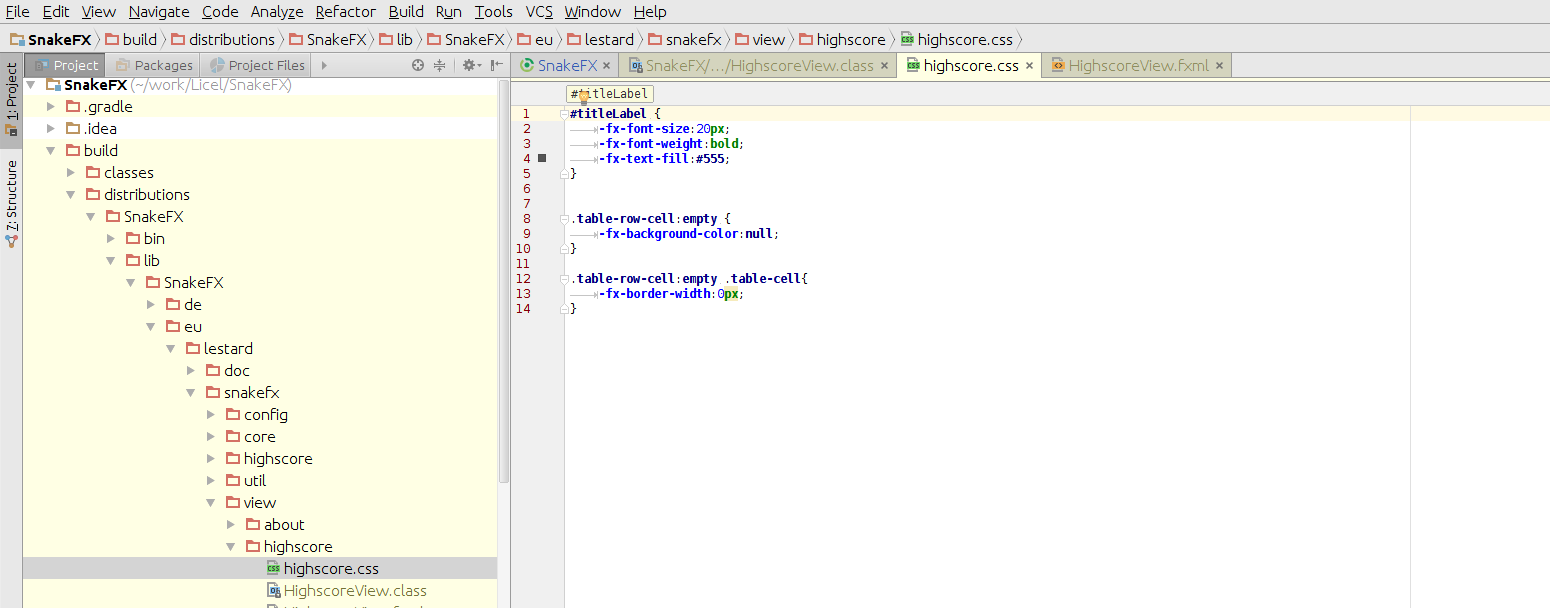 File Edit View Navigate Code Analyze Refactor Build Run Tools VCS Window Help
SnakeFX build distributions SnakeFX lib SnakeFX eu lestard snakefx view highscore highscore.css
1: Project
7: Structure
Project Packages Project Files
SnakeFX (~/work/Licel/SnakeFX)
.gradle
.idea
build
classes
distributions
SnakeFX
bin
lib
SnakeFX
de
eu
lestard
doc
snakefx
config
core
highscore
util
view
about
highscore
highscore.css
HighscoreView.class
SnakeFX × SnakeFX/.../HighscoreView.class × highscore.css × HighscoreView.fxml ×
#titleLabel
1 #titleLabel {
2 -fx-font-size:20px;
3 -fx-font-weight:bold;
4 -fx-text-fill:#555;
5 }
6
7
8 .table-row-cell:empty {
9 -fx-background-color:null;
10 }
11
12 .table-row-cell:empty .table-cell{
13 -fx-border-width:0px;
14 }